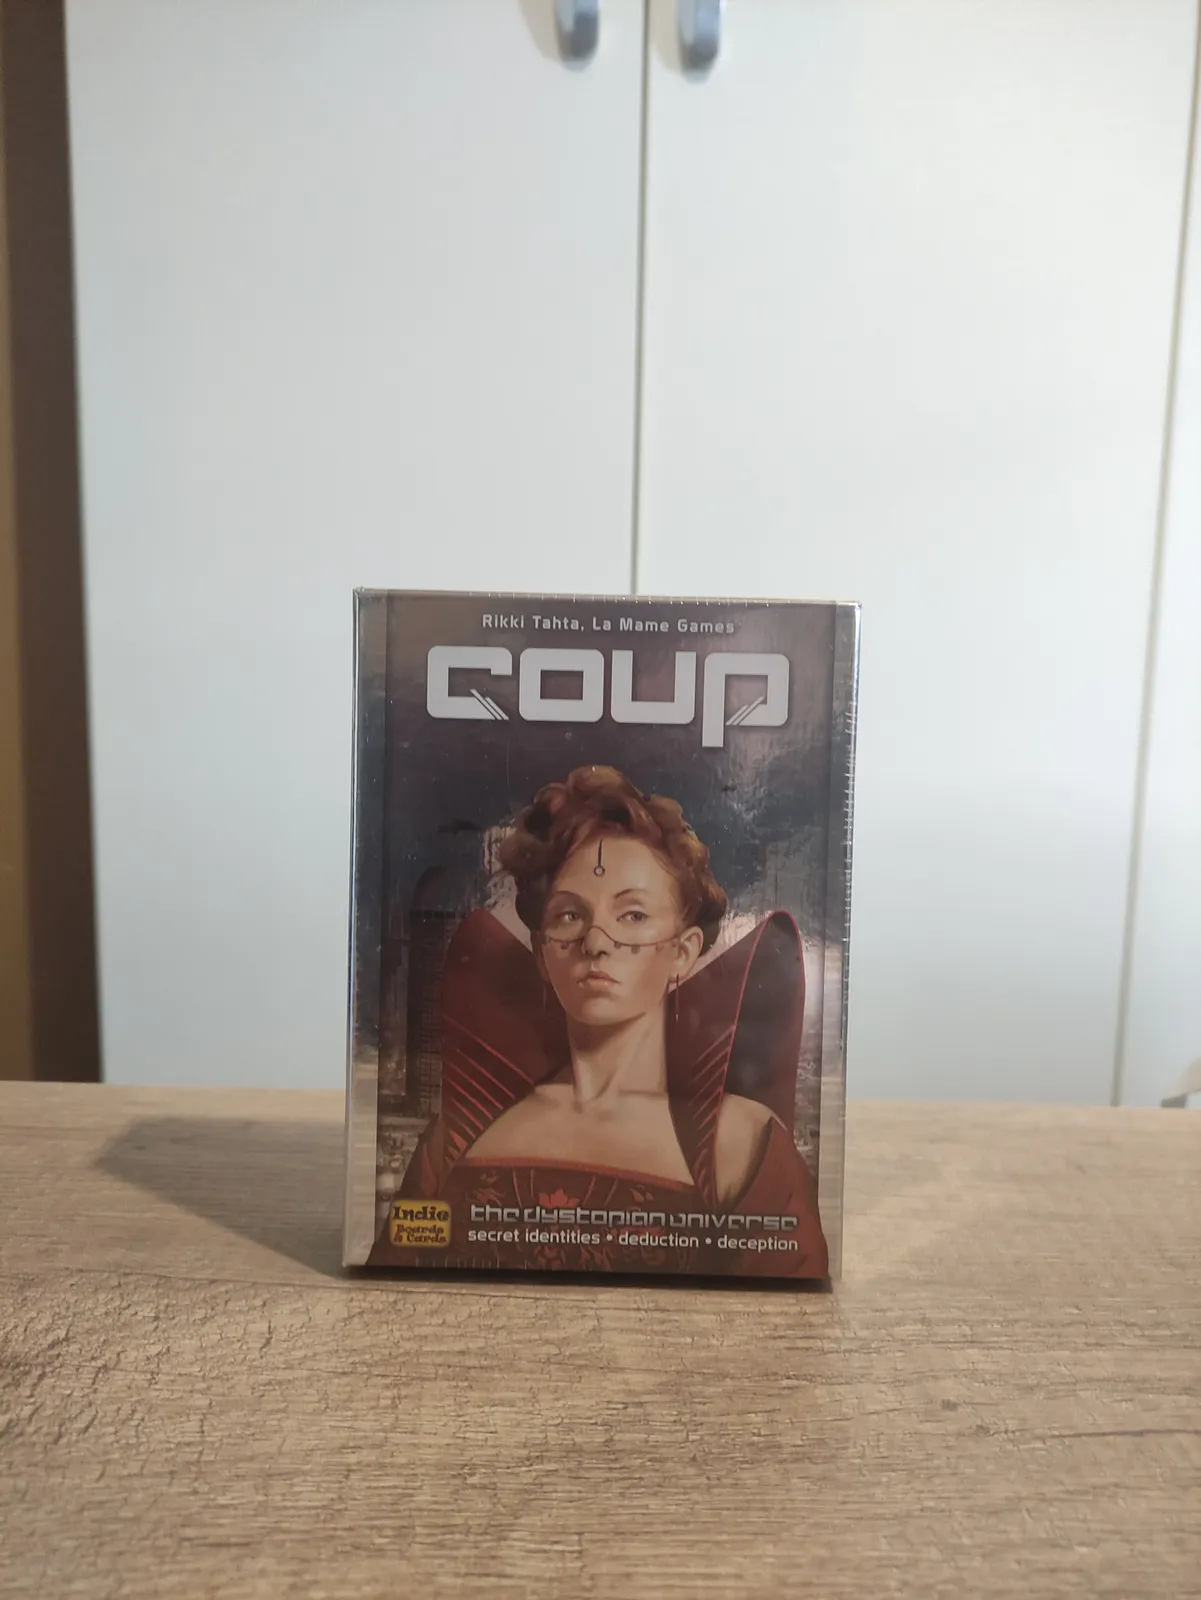 Rikki Tahta, La Mame Games
coup
Indie
Boards
& Cards
the dystopian universe
secret identities • deduction • deception